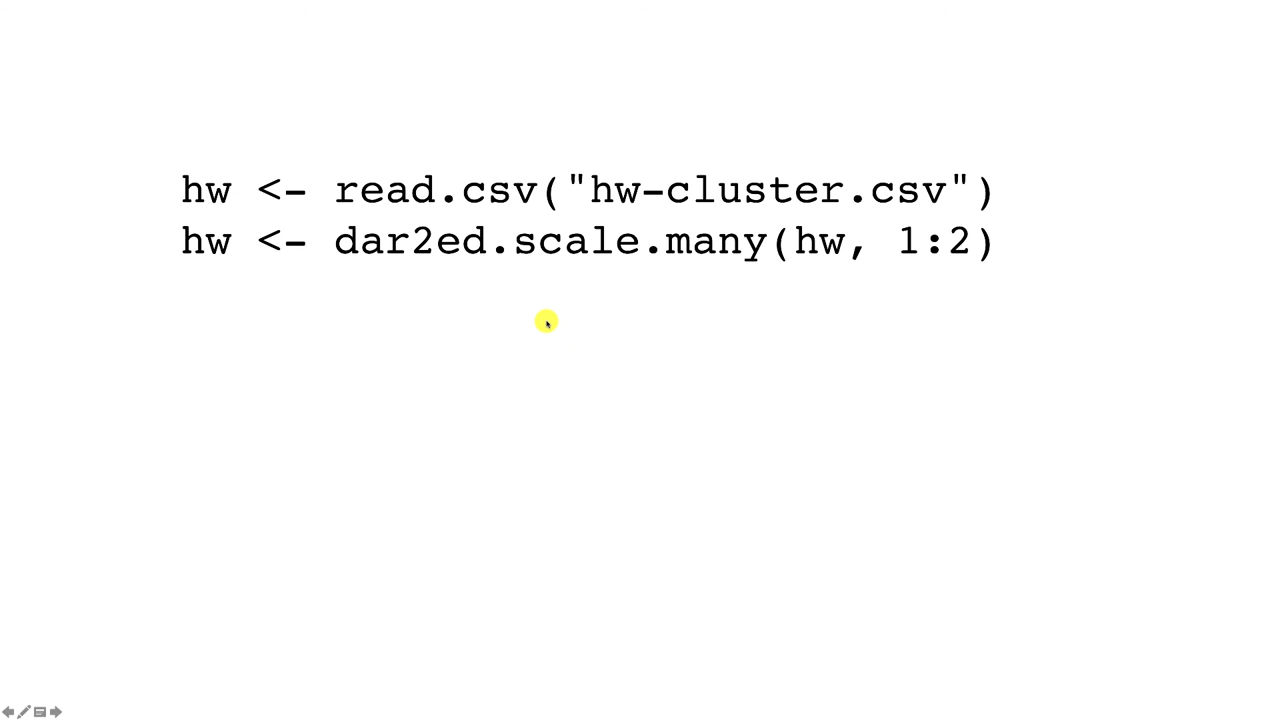 hw <- read.csv("hw-cluster.csv")
hw <- dar2ed.scale.many(hw, 1:2)